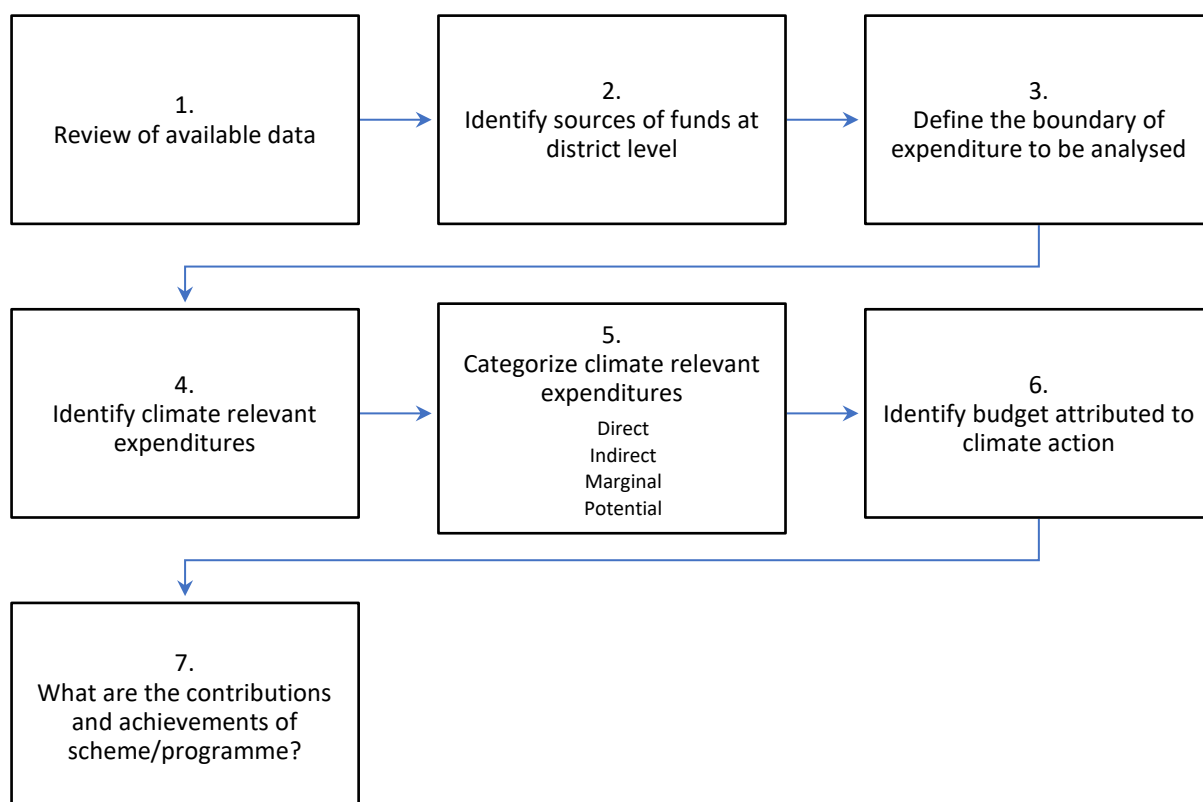 1.
Review of available data
2.
Identify sources of funds at
district level
3.
Define the boundary of
expenditure to be analysed
4.
Identify climate relevant
expenditures
5.
Categorize climate relevant
expenditures
Direct
Indirect
Marginal
Potential
6.
Identify budget attributed to
climate action
7.
What are the contributions
and achievements of
scheme/programme?